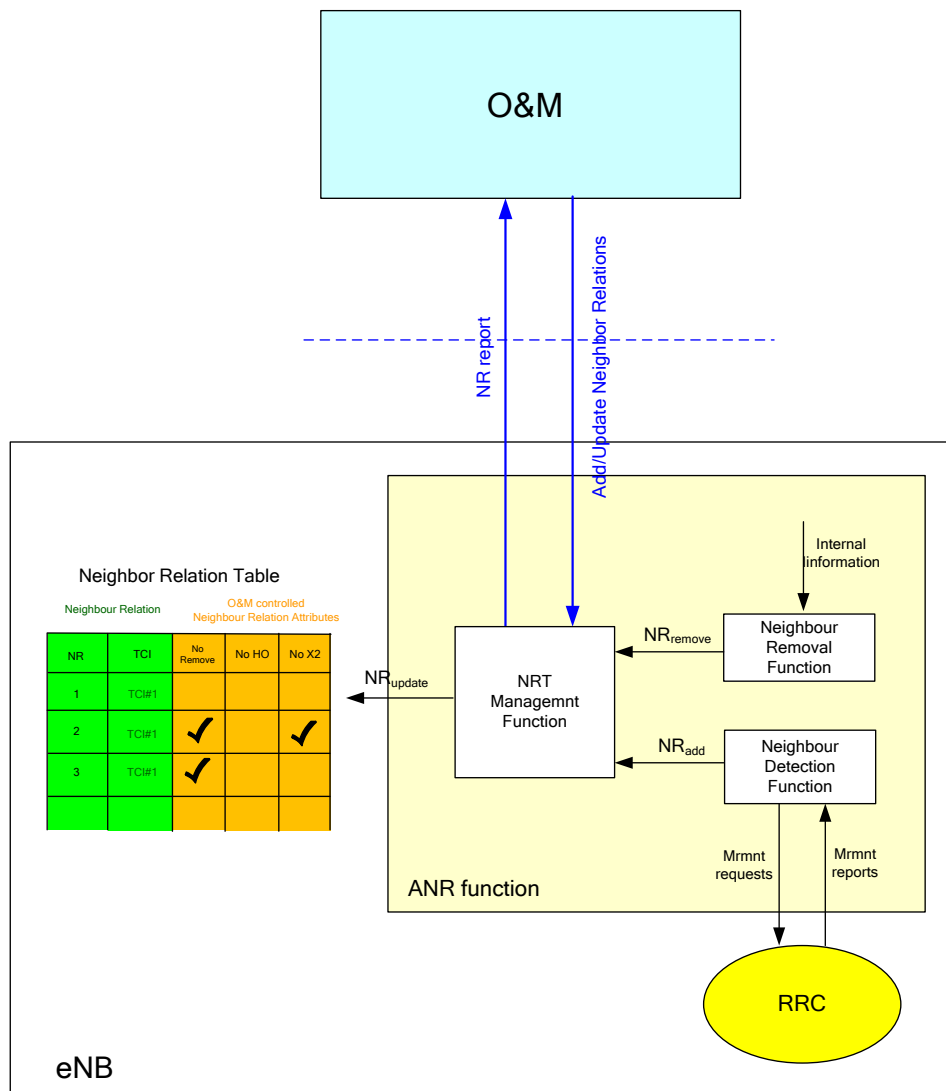 O&M
NR report
Add/Update Neighbor Relations
Neighbor Relation Table
Neighbour Relation
O&M controlled
Neighbour Relation Attributes
NR TCI No Remove No HO No X2
1 TCI#1
2 TCI#1
3 TCI#1
NRupdate
NRT
Managemnt
Function
Internal
Iinformation
NRremove
Neighbour
Removal
Function
NRadd
Neighbour
Detection
Function
Mrmnt
requests
Mrmnt
reports
ANR function
RRC
eNB